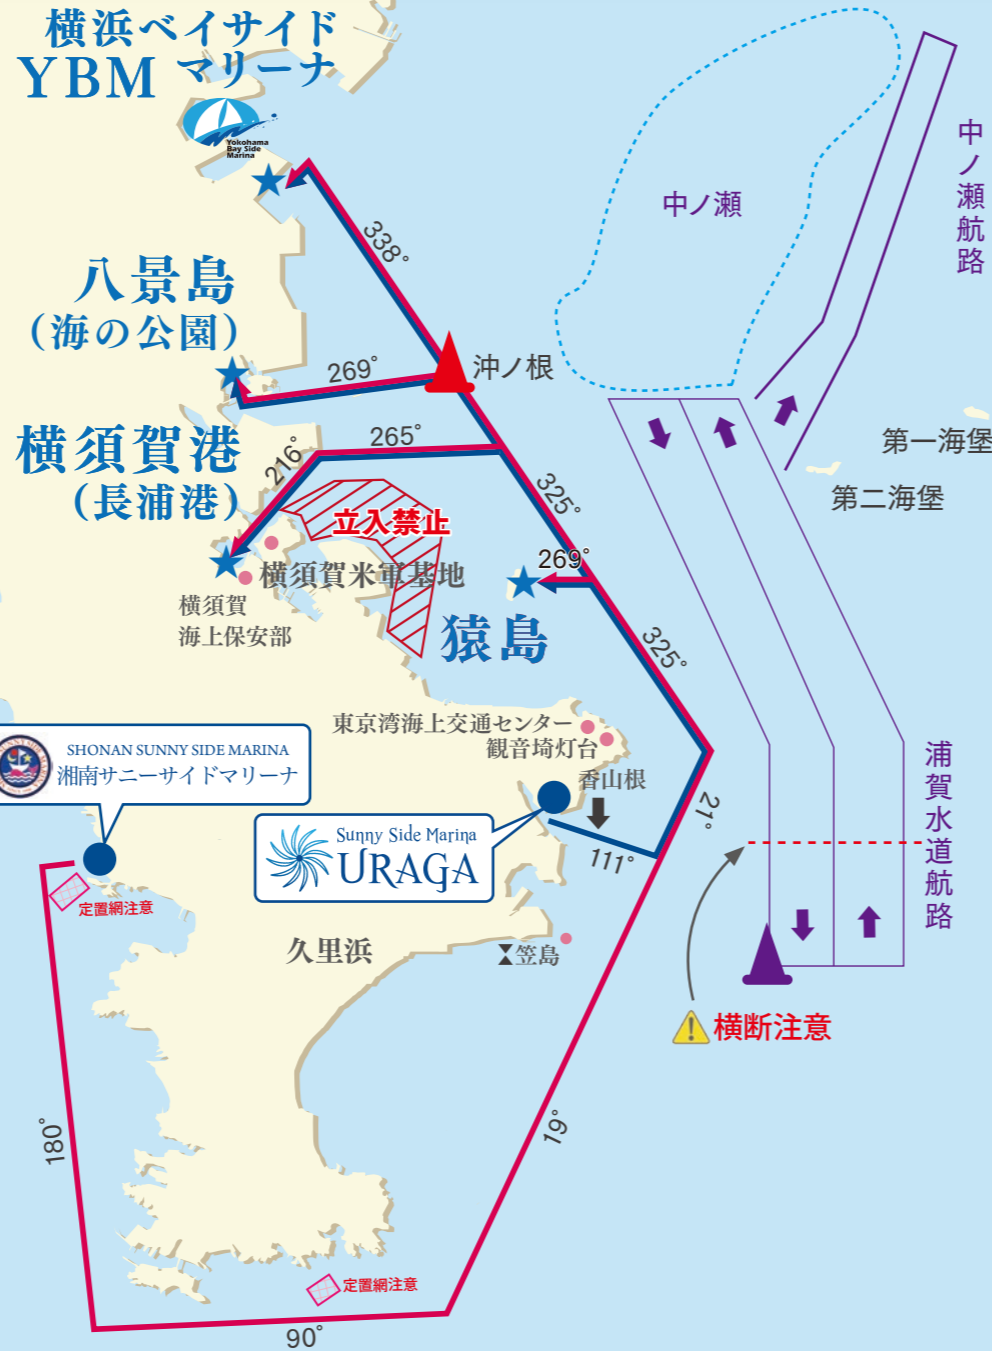 横浜ベイサイド
YBM マリーナ
Yokohama
Bay Side
Marina
中ノ瀬
中ノ瀬航路
338°
八景島
（海の公園）
269°
沖ノ根
横須賀港
（長浦港）
265°
216°
第一海堡
第二海堡
325°
立入禁止
269°
横須賀米軍基地
横須賀
海上保安部
猿島
325°
東京湾海上交通センター
観音埼灯台
SHONAN SUNNY SIDE MARINA
湘南サニーサイドマリーナ
香山根
21°
浦賀水道航路
Sunny Side Marina
URAGA
111°
定置網注意
久里浜
笠島
横断注意
180°
19°
定置網注意
90°